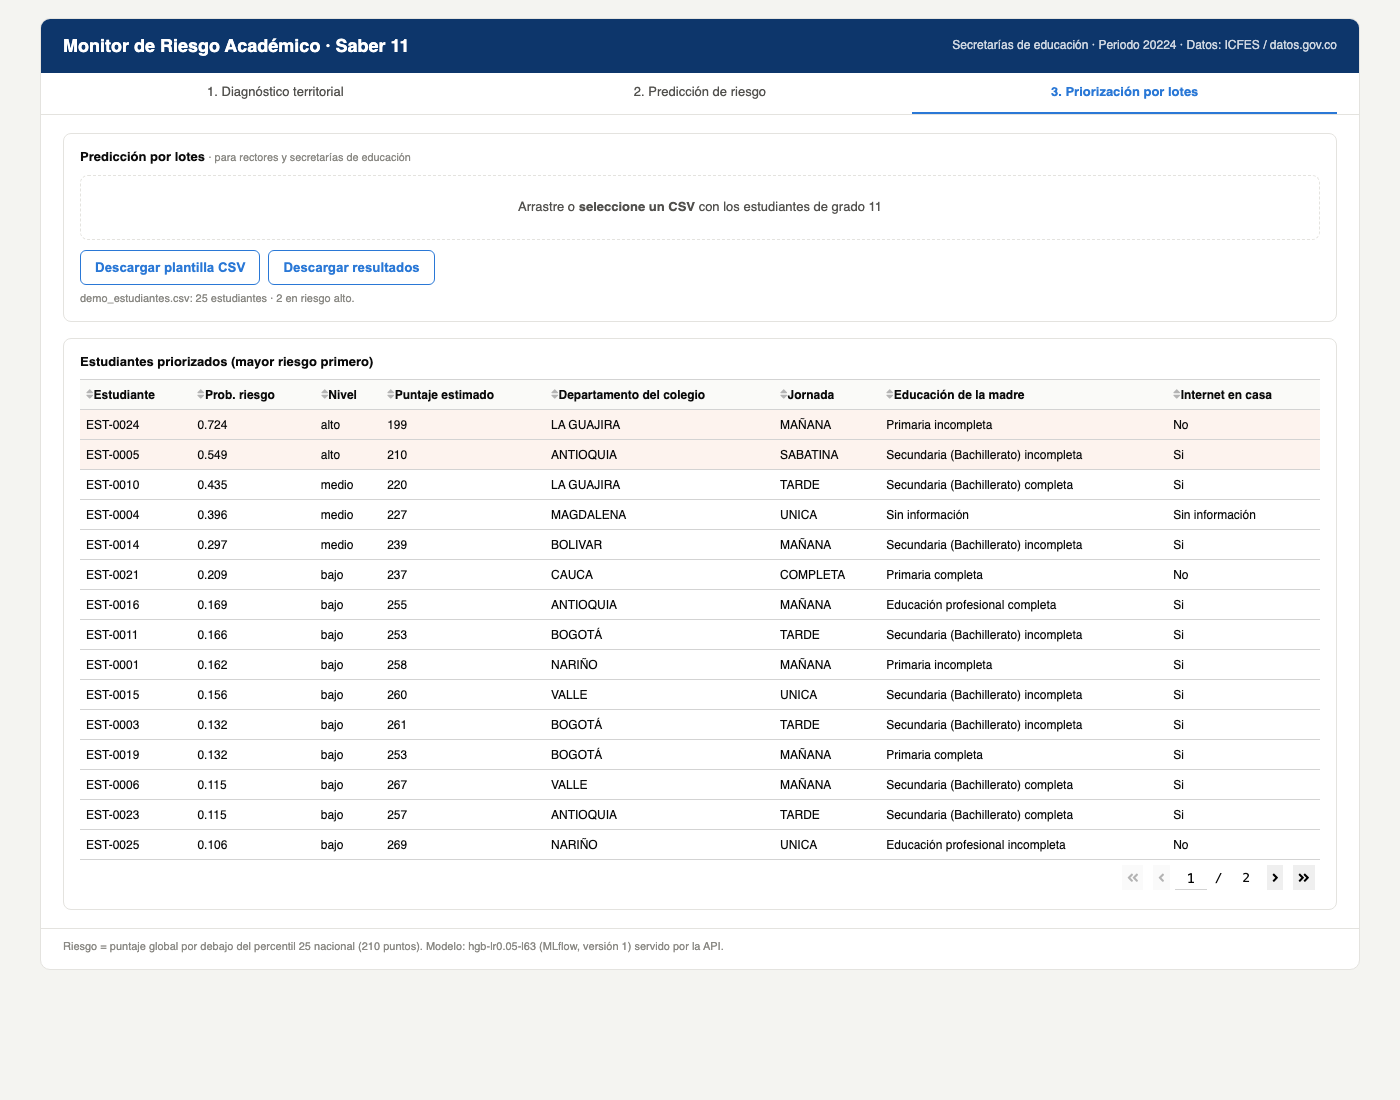 Monitor de Riesgo Académico · Saber 11
Secretarías de educación · Periodo 20224 · Datos: ICFES / datos.gov.co
1. Diagnóstico territorial
2. Predicción de riesgo
3. Priorización por lotes
Predicción por lotes · para rectores y secretarías de educación
Arrastre o seleccione un CSV con los estudiantes de grado 11
Descargar plantilla CSV
Descargar resultados
demo_estudiantes.csv: 25 estudiantes · 2 en riesgo alto.
Estudiantes priorizados (mayor riesgo primero)
Estudiante Prob. riesgo Nivel Puntaje estimado Departamento del colegio Jornada Educación de la madre Internet en casa
EST-0024 0.724 alto 199 LA GUAJIRA MAÑANA Primaria incompleta No
EST-0005 0.549 alto 210 ANTIOQUIA SABATINA Secundaria (Bachillerato) incompleta Si
EST-0010 0.435 medio 220 LA GUAJIRA TARDE Secundaria (Bachillerato) completa Si
EST-0004 0.396 medio 227 MAGDALENA UNICA Sin información Sin información
EST-0014 0.297 medio 239 BOLIVAR MAÑANA Secundaria (Bachillerato) incompleta Si
EST-0021 0.209 bajo 237 CAUCA COMPLETA Primaria completa No
EST-0016 0.169 bajo 255 ANTIOQUIA MAÑANA Educación profesional completa Si
EST-0011 0.166 bajo 253 BOGOTÁ TARDE Secundaria (Bachillerato) incompleta Si
EST-0001 0.162 bajo 258 NARIÑO MAÑANA Primaria incompleta Si
EST-0015 0.156 bajo 260 VALLE UNICA Secundaria (Bachillerato) incompleta Si
EST-0003 0.132 bajo 261 BOGOTÁ TARDE Secundaria (Bachillerato) incompleta Si
EST-0019 0.132 bajo 253 BOGOTÁ MAÑANA Primaria completa Si
EST-0006 0.115 bajo 267 VALLE MAÑANA Secundaria (Bachillerato) completa Si
EST-0023 0.115 bajo 257 ANTIOQUIA TARDE Secundaria (Bachillerato) completa Si
EST-0025 0.106 bajo 269 NARIÑO UNICA Educación profesional incompleta No
1 / 2
Riesgo = puntaje global por debajo del percentil 25 nacional (210 puntos). Modelo: hgb-lr0.05-l63 (MLflow, versión 1) servido por la API.